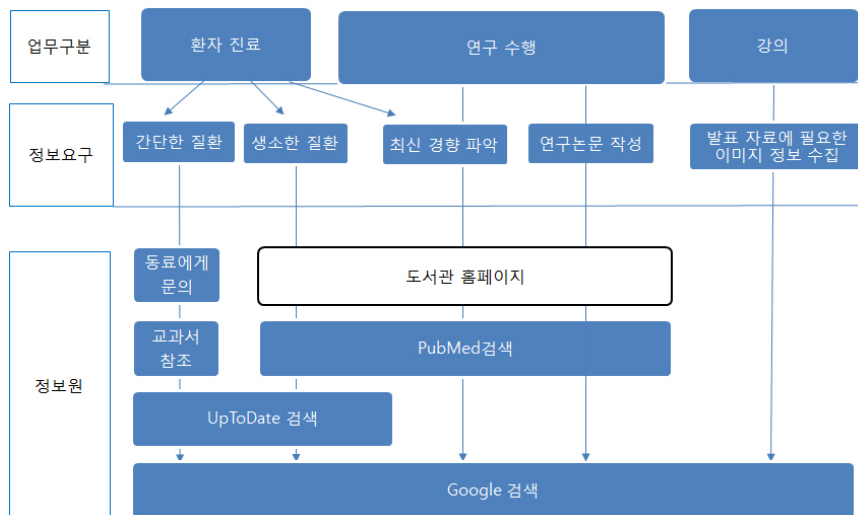 업무구분
환자 진료
연구 수행
강의
정보요구
간단한 질환
생소한 질환
최신 경향 파악
연구논문 작성
발표 자료에 필요한
이미지 정보 수집
정보원
동료에게
문의
도서관 홈페이지
교과서
참조
PubMed검색
UpToDate 검색
Google 검색